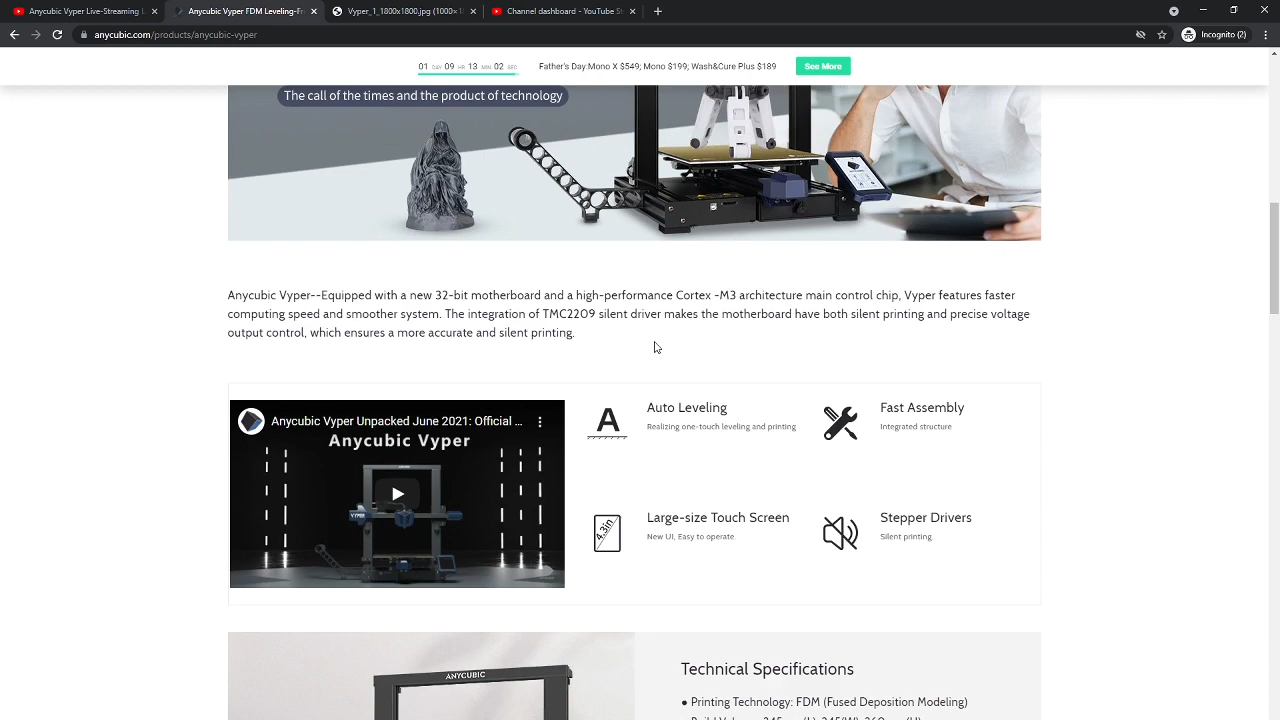 Anycubic Vyper Live-Streaming L
Anycubic Vyper FDM Leveling-Fr
Vyper_1_1800x1800.jpg (1000×1
Channel dashboard - YouTube St
anycubic.com/products/anycubic-vyper
Incognito (2)
01 DAY 09 HR 13 MIN 02 SEC
Father's Day:Mono X $549; Mono $199; Wash&Cure Plus $189
See More
The call of the times and the product of technology
Anycubic Vyper--Equipped with a new 32-bit motherboard and a high-performance Cortex -M3 architecture main control chip, Vyper features faster
computing speed and smoother system. The integration of TMC2209 silent driver makes the motherboard have both silent printing and precise voltage
output control, which ensures a more accurate and silent printing.
Anycubic Vyper Unpacked June 2021: Official ...
Anycubic Vyper
VYPER
A
Auto Leveling
Realizing one-touch leveling and printing
Fast Assembly
Integrated structure
4.3in
Large-size Touch Screen
New UI, Easy to operate.
Stepper Drivers
Silent printing.
ANYCUBIC
Technical Specifications
● Printing Technology: FDM (Fused Deposition Modeling)